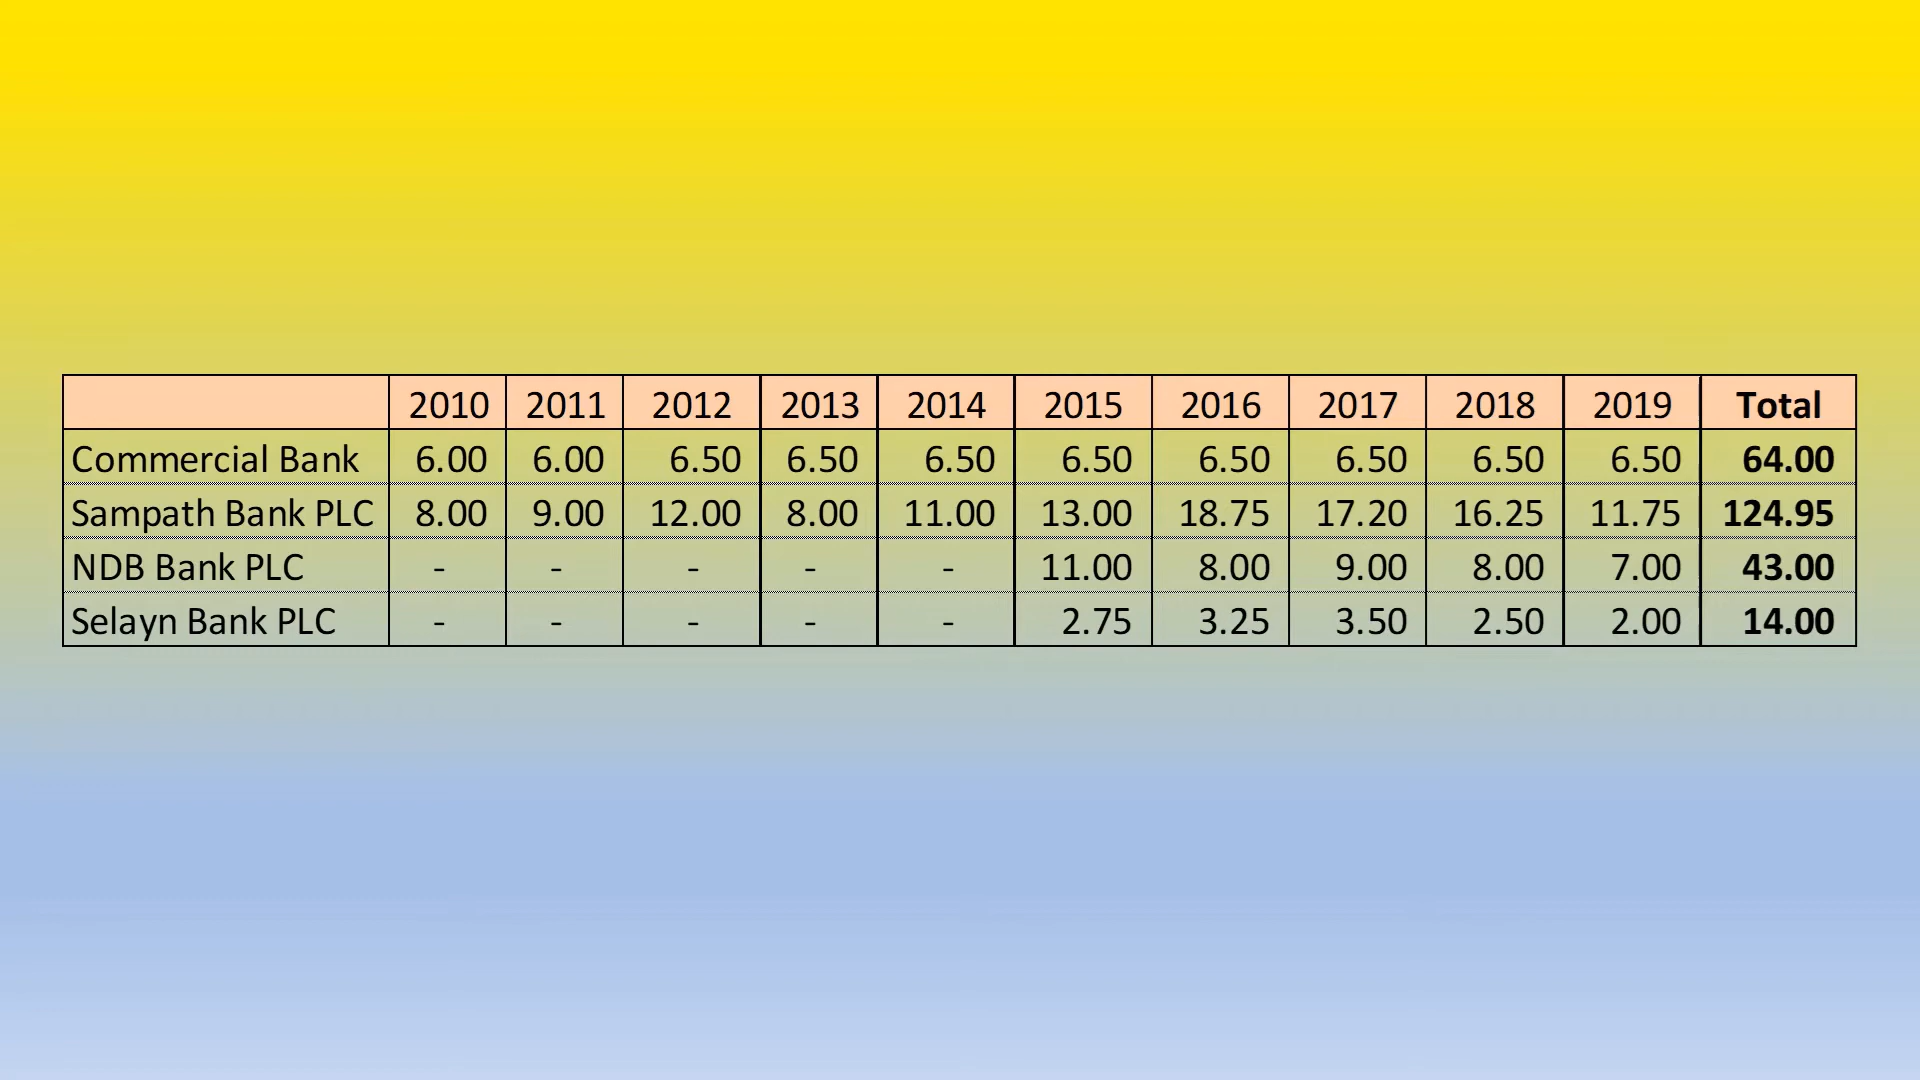 2010 2011 2012 2013 2014 2015 2016 2017 2018 2019 Total
Commercial Bank 6.00 6.00 6.50 6.50 6.50 6.50 6.50 6.50 6.50 6.50 64.00
Sampath Bank PLC 8.00 9.00 12.00 8.00 11.00 13.00 18.75 17.20 16.25 11.75 124.95
NDB Bank PLC - - - - - 11.00 8.00 9.00 8.00 7.00 43.00
Selayn Bank PLC - - - - - 2.75 3.25 3.50 2.50 2.00 14.00